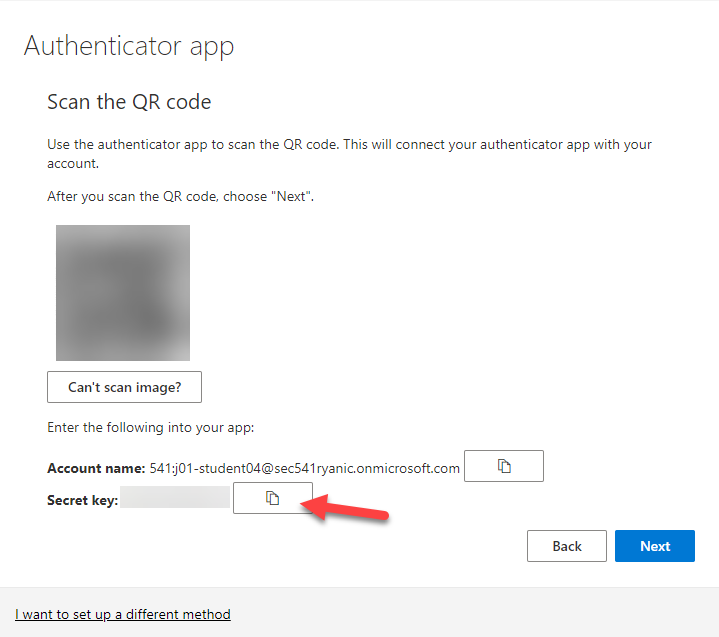 Authenticator app
Scan the QR code
Use the authenticator app to scan the QR code. This will connect your authenticator app with your
account.
After you scan the QR code, choose "Next".
Can't scan image?
Enter the following into your app:
Account name: 541:j01-student04@sec541ryanic.onmicrosoft.com
Secret key:
Back
Next
I want to set up a different method